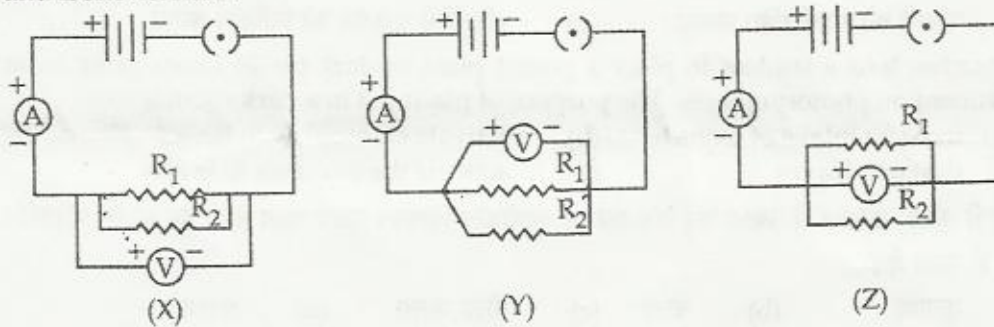 + − + − + −
+ + +
A A A
− − −
+ V −
R1 R1 R1
R2 R2 + V R2
+ V −
(X) (Y) (Z)